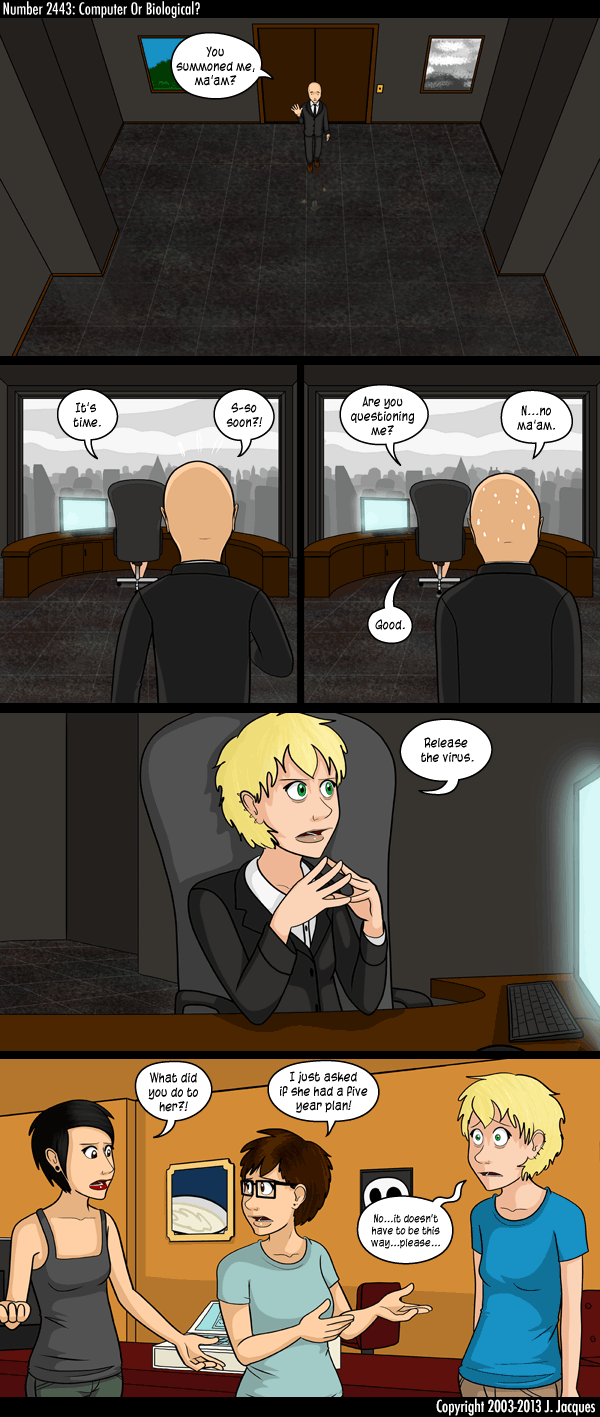 Number 2443: Computer Or Biological?
You
summoned me,
ma'am?
It's
time.
S-so
soon?!
Are you
questioning
me?
N...no
ma'am.
Good.
Release
the virus.
What did
you do to
her?!
I just asked
if she had a five
year plan!
No...it doesn't
have to be this
way...please...
Copyright 2003-2013 J. Jacques